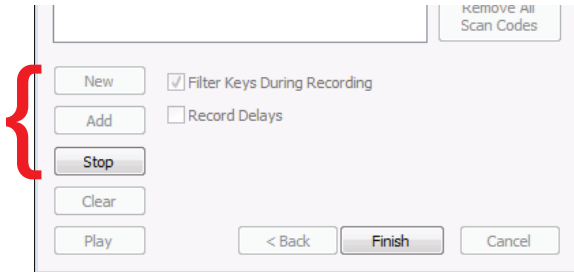 Remove All
Scan Codes
New
Filter Keys During Recording
Add
Record Delays
Stop
Clear
Play
< Back
Finish
Cancel